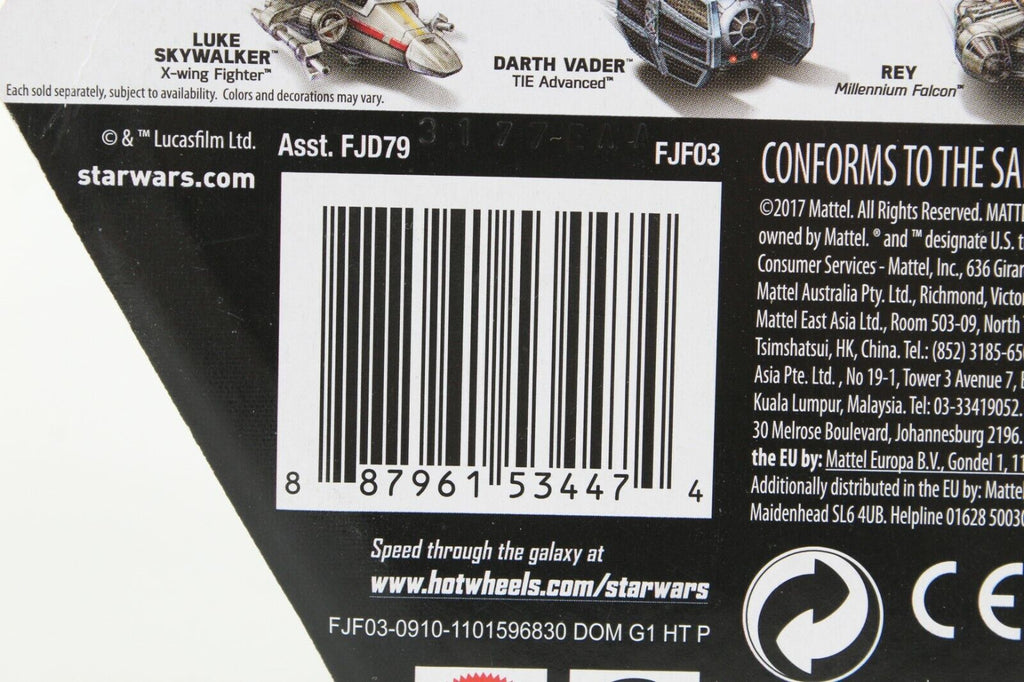 LUKE
SKYWALKER™
X-wing Fighter™
DARTH VADER™
TIE Advanced™
REY
Millennium Falcon™
Each sold separately, subject to availability. Colors and decorations may vary.
© & ™ Lucasfilm Ltd.
starwars.com
Asst. FJD79
FJF03
8 87961 53447 4
Speed through the galaxy at
www.hotwheels.com/starwars
FJF03-0910-1101596830 DOM G1 HT P
CONFORMS TO THE SA
©2017 Mattel. All Rights Reserved. MATT
owned by Mattel. ® and ™ designate U.S. t
Consumer Services - Mattel, Inc., 636 Girar
Mattel Australia Pty. Ltd., Richmond, Victo
Mattel East Asia Ltd., Room 503-09, North
Tsimshatsui, HK, China. Tel.: (852) 3185-65
Asia Pte. Ltd., No 19-1, Tower 3 Avenue 7,
Kuala Lumpur, Malaysia. Tel: 03-33419052.
30 Melrose Boulevard, Johannesburg 2196.
the EU by: Mattel Europa B.V., Gondel 1, 11
Additionally distributed in the EU by: Matte
Maidenhead SL6 4UB. Helpline 01628 50030
CE